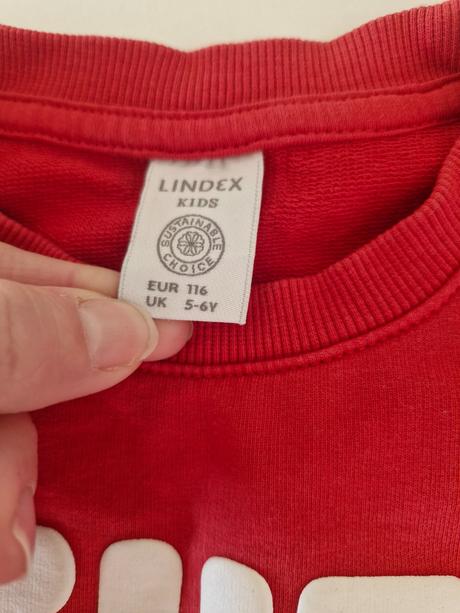 LINDEX
KIDS
SUSTAINABLE
CHOICE
EUR 116
UK 5-6Y